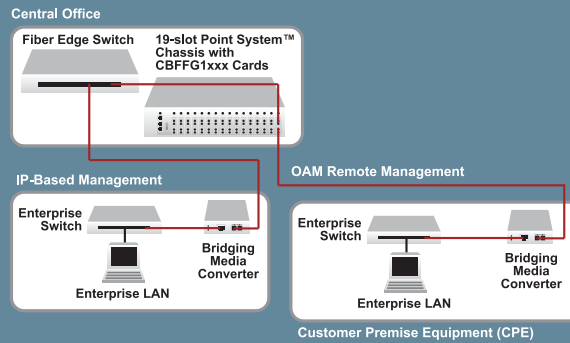 Central Office
Fiber Edge Switch
19-slot Point System™
Chassis with
CBFFG1xxx Cards
IP-Based Management
OAM Remote Management
Enterprise
Switch
Bridging
Media
Converter
Enterprise LAN
Enterprise
Switch
Bridging
Media
Converter
Enterprise LAN
Customer Premise Equipment (CPE)